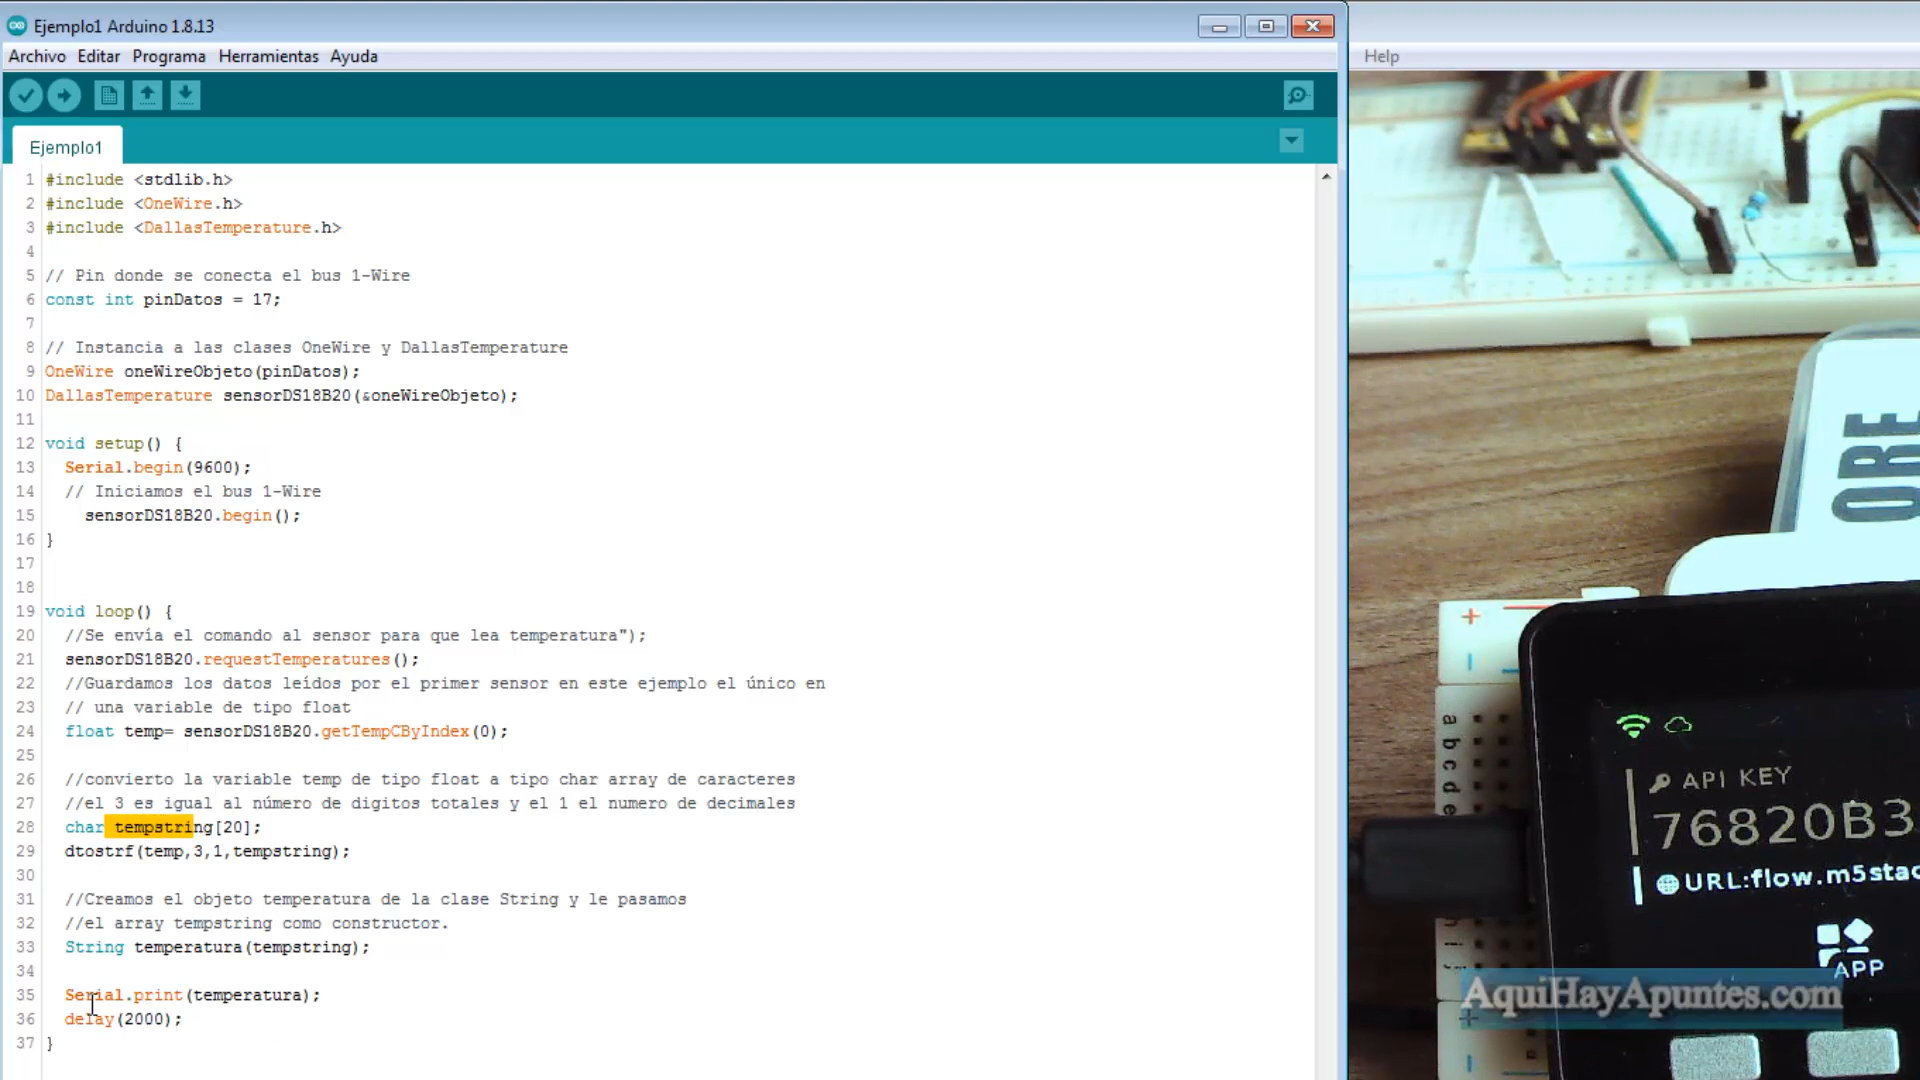 Ejemplo1 Arduino 1.8.13
Archivo Editar Programa Herramientas Ayuda
Help
Ejemplo1
1 #include <stdlib.h>
2 #include <OneWire.h>
3 #include <DallasTemperature.h>
4
5 // Pin donde se conecta el bus 1-Wire
6 const int pinDatos = 17;
7
8 // Instancia a las clases OneWire y DallasTemperature
9 OneWire oneWireObjeto(pinDatos);
10 DallasTemperature sensorDS18B20(&oneWireObjeto);
11
12 void setup() {
13 Serial.begin(9600);
14 // Iniciamos el bus 1-Wire
15 sensorDS18B20.begin();
16 }
17
18
19 void loop() {
20 //Se envía el comando al sensor para que lea temperatura");
21 sensorDS18B20.requestTemperatures();
22 //Guardamos los datos leídos por el primer sensor en este ejemplo el único en
23 // una variable de tipo float
24 float temp= sensorDS18B20.getTempCByIndex(0);
25
26 //convierto la variable temp de tipo float a tipo char array de caracteres
27 //el 3 es igual al número de digitos totales y el 1 el numero de decimales
28 char tempstring[20];
29 dtostrf(temp,3,1,tempstring);
30
31 //Creamos el objeto temperatura de la clase String y le pasamos
32 //el array tempstring como constructor.
33 String temperatura(tempstring);
34
35 Serial.print(temperatura);
36 delay(2000);
37 }
OBE
+
a
b
c
d
e
API KEY
76820B3
URL:flow.m5stac
APP
AquiHayApuntes.com